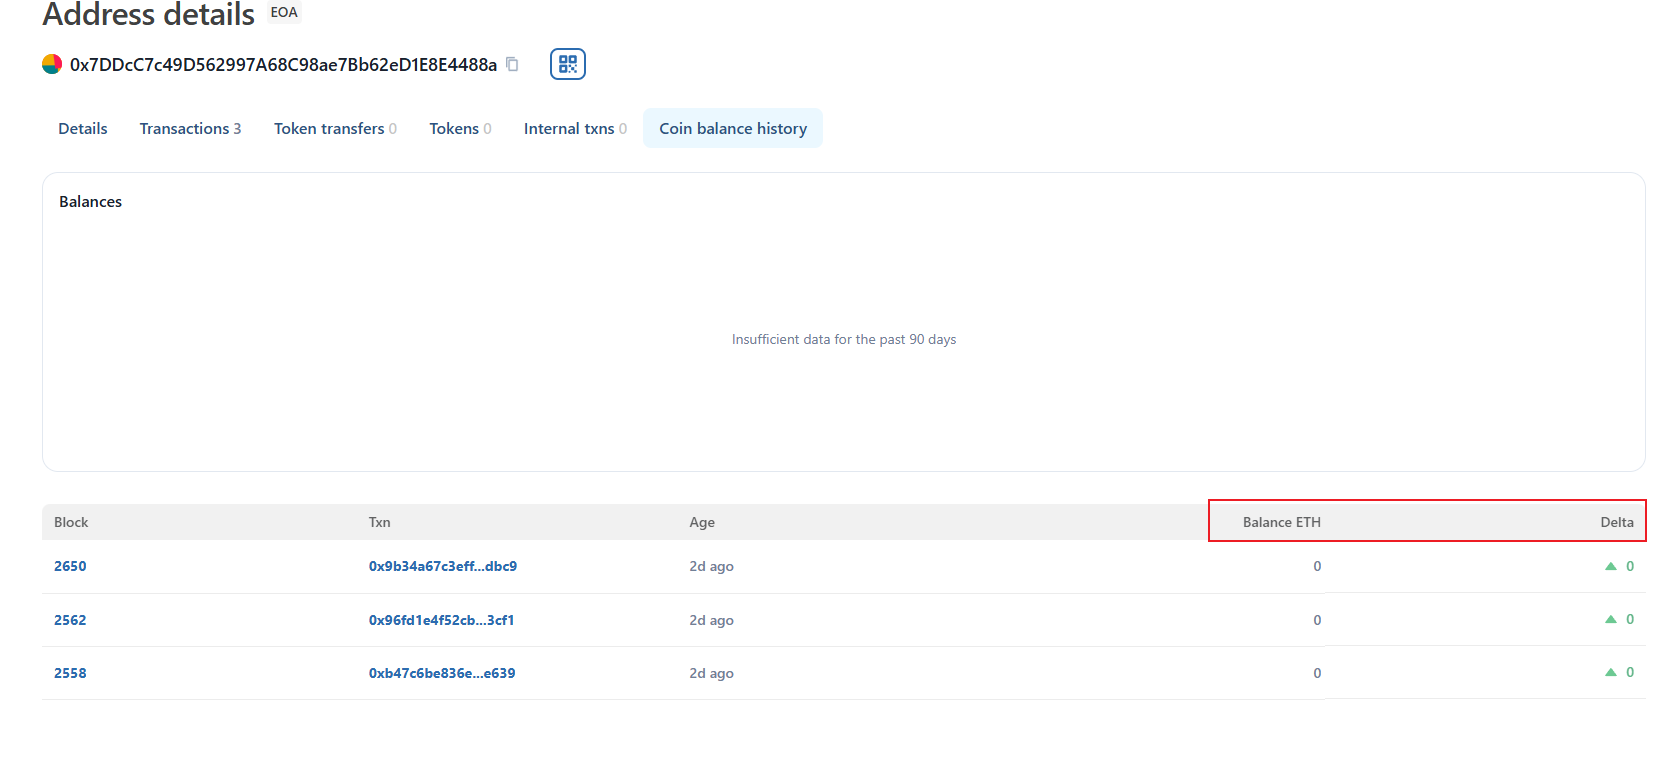 Address details EOA
0x7DDcC7c49D562997A68C98ae7Bb62eD1E8E4488a
Details Transactions 3 Token transfers 0 Tokens 0 Internal txns 0 Coin balance history
Balances
Insufficient data for the past 90 days
Block Txn Age Balance ETH Delta
2650 0x9b34a67c3eff...dbc9 2d ago 0 0
2562 0x96fd1e4f52cb...3cf1 2d ago 0 0
2558 0xb47c6be836e...e639 2d ago 0 0